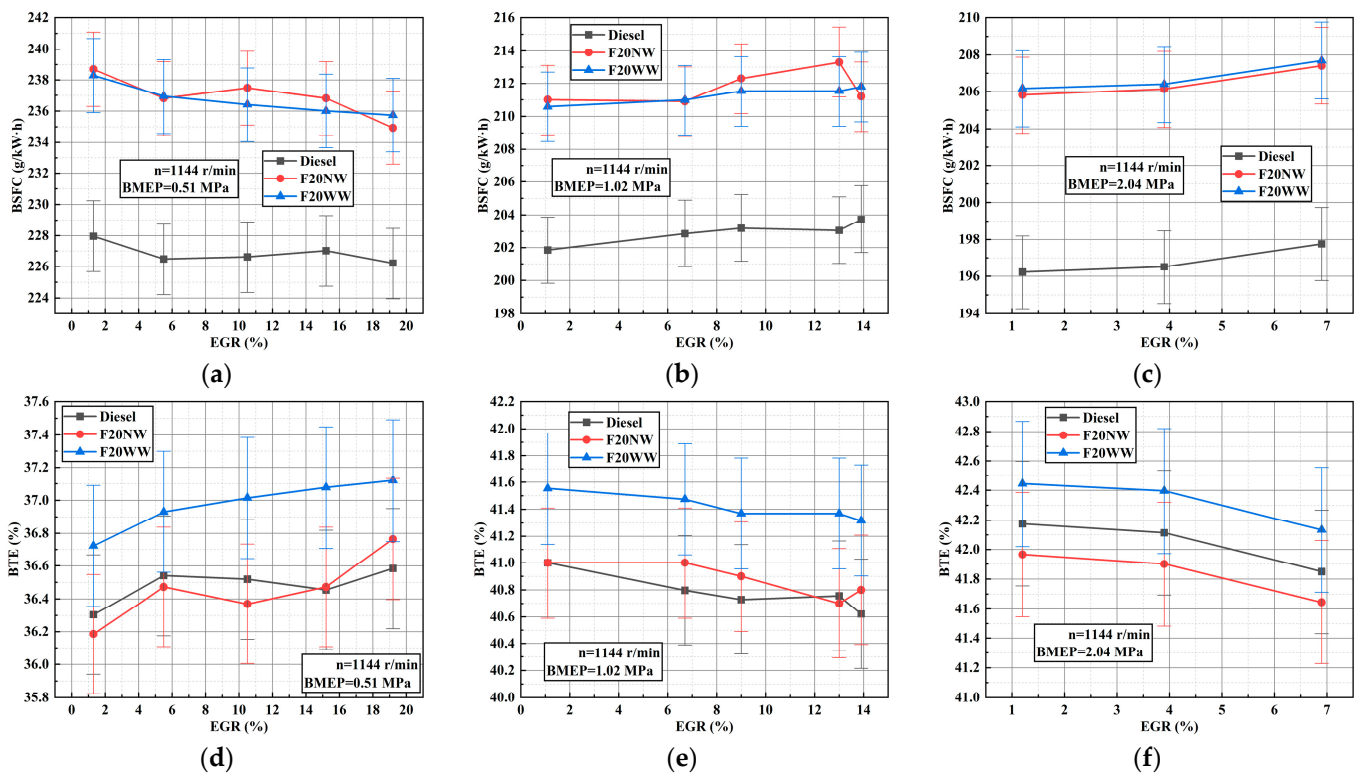 242
240
238
236
234
232
230
228
226
224
BSFC (g/kW·h)
n=1144 r/min
BMEP=0.51 MPa
Diesel
F20NW
F20WW
0 2 4 6 8 10 12 14 16 18 20
EGR (%)
(a)
218
216
214
212
210
208
206
204
202
200
198
BSFC (g/kW·h)
Diesel
F20NW
F20WW
n=1144 r/min
BMEP=1.02 MPa
0 2 4 6 8 10 12 14
EGR (%)
(b)
210
208
206
204
202
200
198
196
194
BSFC (g/kW·h)
n=1144 r/min
BMEP=2.04 MPa
Diesel
F20NW
F20WW
1 2 3 4 5 6 7
EGR (%)
(c)
37.6
37.4
37.2
37.0
36.8
36.6
36.4
36.2
36.0
35.8
BTE (%)
Diesel
F20NW
F20WW
n=1144 r/min
BMEP=0.51 MPa
0 2 4 6 8 10 12 14 16 18 20
EGR (%)
(d)
42.2
42.0
41.8
41.6
41.4
41.2
41.0
40.8
40.6
40.4
40.2
40.0
BTE (%)
Diesel
F20NW
F20WW
n=1144 r/min
BMEP=1.02 MPa
0 2 4 6 8 10 12 14
EGR (%)
(e)
43.0
42.8
42.6
42.4
42.2
42.0
41.8
41.6
41.4
41.2
41.0
BTE (%)
Diesel
F20NW
F20WW
n=1144 r/min
BMEP=2.04 MPa
1 2 3 4 5 6 7
EGR (%)
(f)